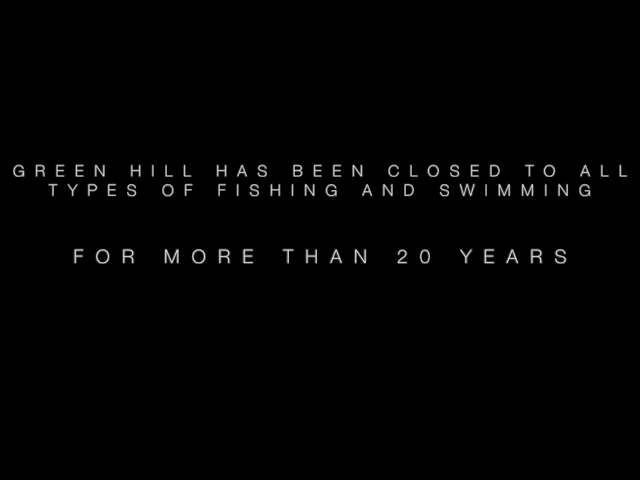 GREEN HILL HAS BEEN CLOSED TO ALL
TYPES OF FISHING AND SWIMMING
FOR MORE THAN 20 YEARS